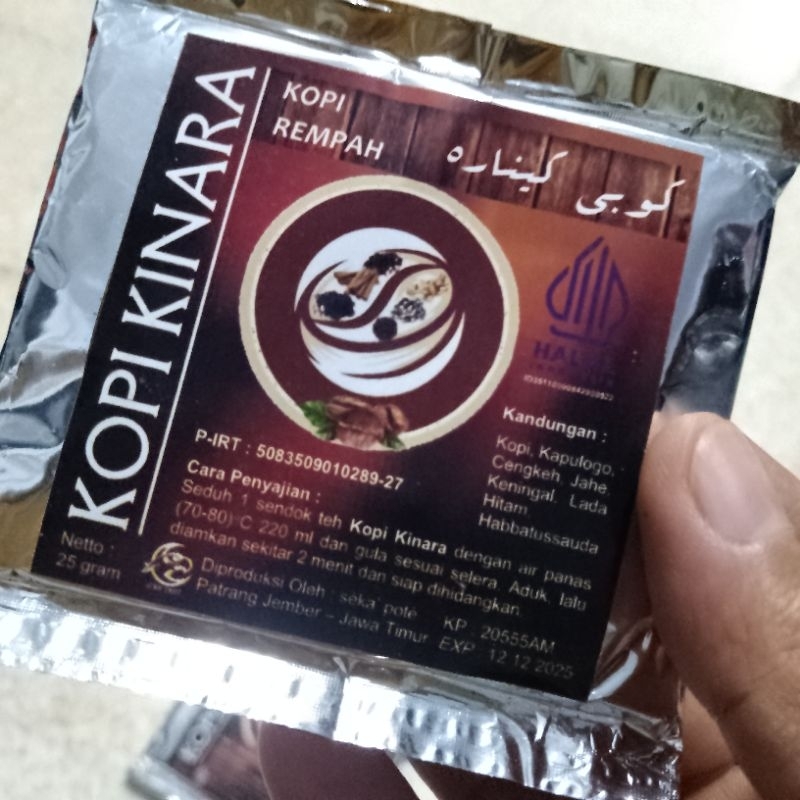 KOPI KINARA
KOPI
REMPAH
كوبي كيناره
HALAL
Kandungan :
Kopi, Kapulogo,
Cengkeh, Jahe,
Keningal, Lada
Hitam,
Habbatussauda
P-IRT : 5083509010289-27
Cara Penyajian :
Seduh 1 sendok teh Kopi Kinara dengan air panas
(70-80)°C 220 ml dan gula sesuai selera. Aduk, lalu
diamkan sekitar 2 menit dan siap dihidangkan.
Netto :
25 gram
Diproduksi Oleh : seka' pote
Patrang Jember – Jawa Timur
KP : 20555AM
EXP : 12 12 2025